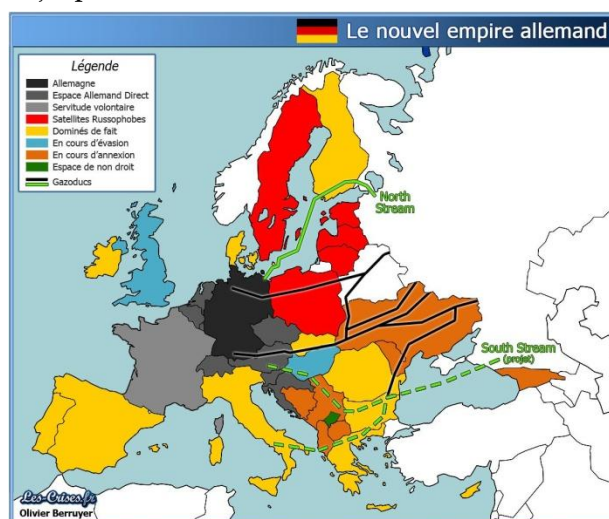 Le nouvel empire allemand
Légende
Allemagne
Espace Allemand Direct
Servitude volontaire
Satellites Russophobes
Dominés de fait
En cours d'évasion
En cours d'annexion
Espace de non droit
Gazoducs
North
Stream
South Stream
(projet)
Les-Crises.fr
Olivier Berruyer